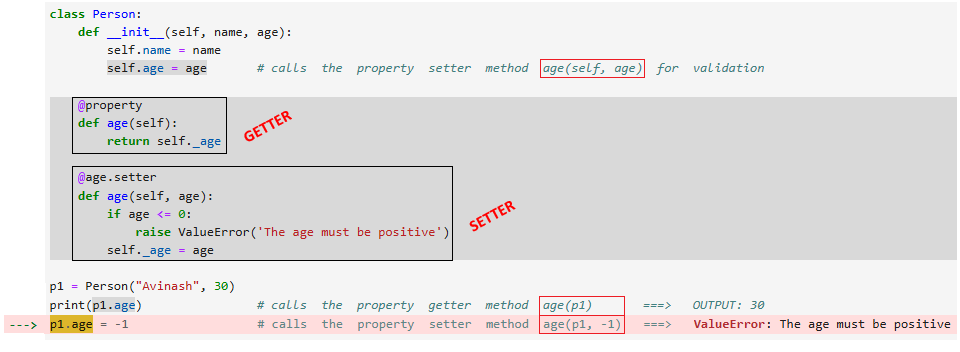 class Person:
def __init__(self, name, age):
self.name = name
self.age = age # calls the property setter method age(self, age) for validation
@property
def age(self):
return self._age
GETTER
@age.setter
def age(self, age):
if age <= 0:
raise ValueError('The age must be positive')
self._age = age
SETTER
p1 = Person("Avinash", 30)
print(p1.age) # calls the property getter method age(p1) ===> OUTPUT: 30
---> p1.age = -1 # calls the property setter method age(p1, -1) ===> ValueError: The age must be positive